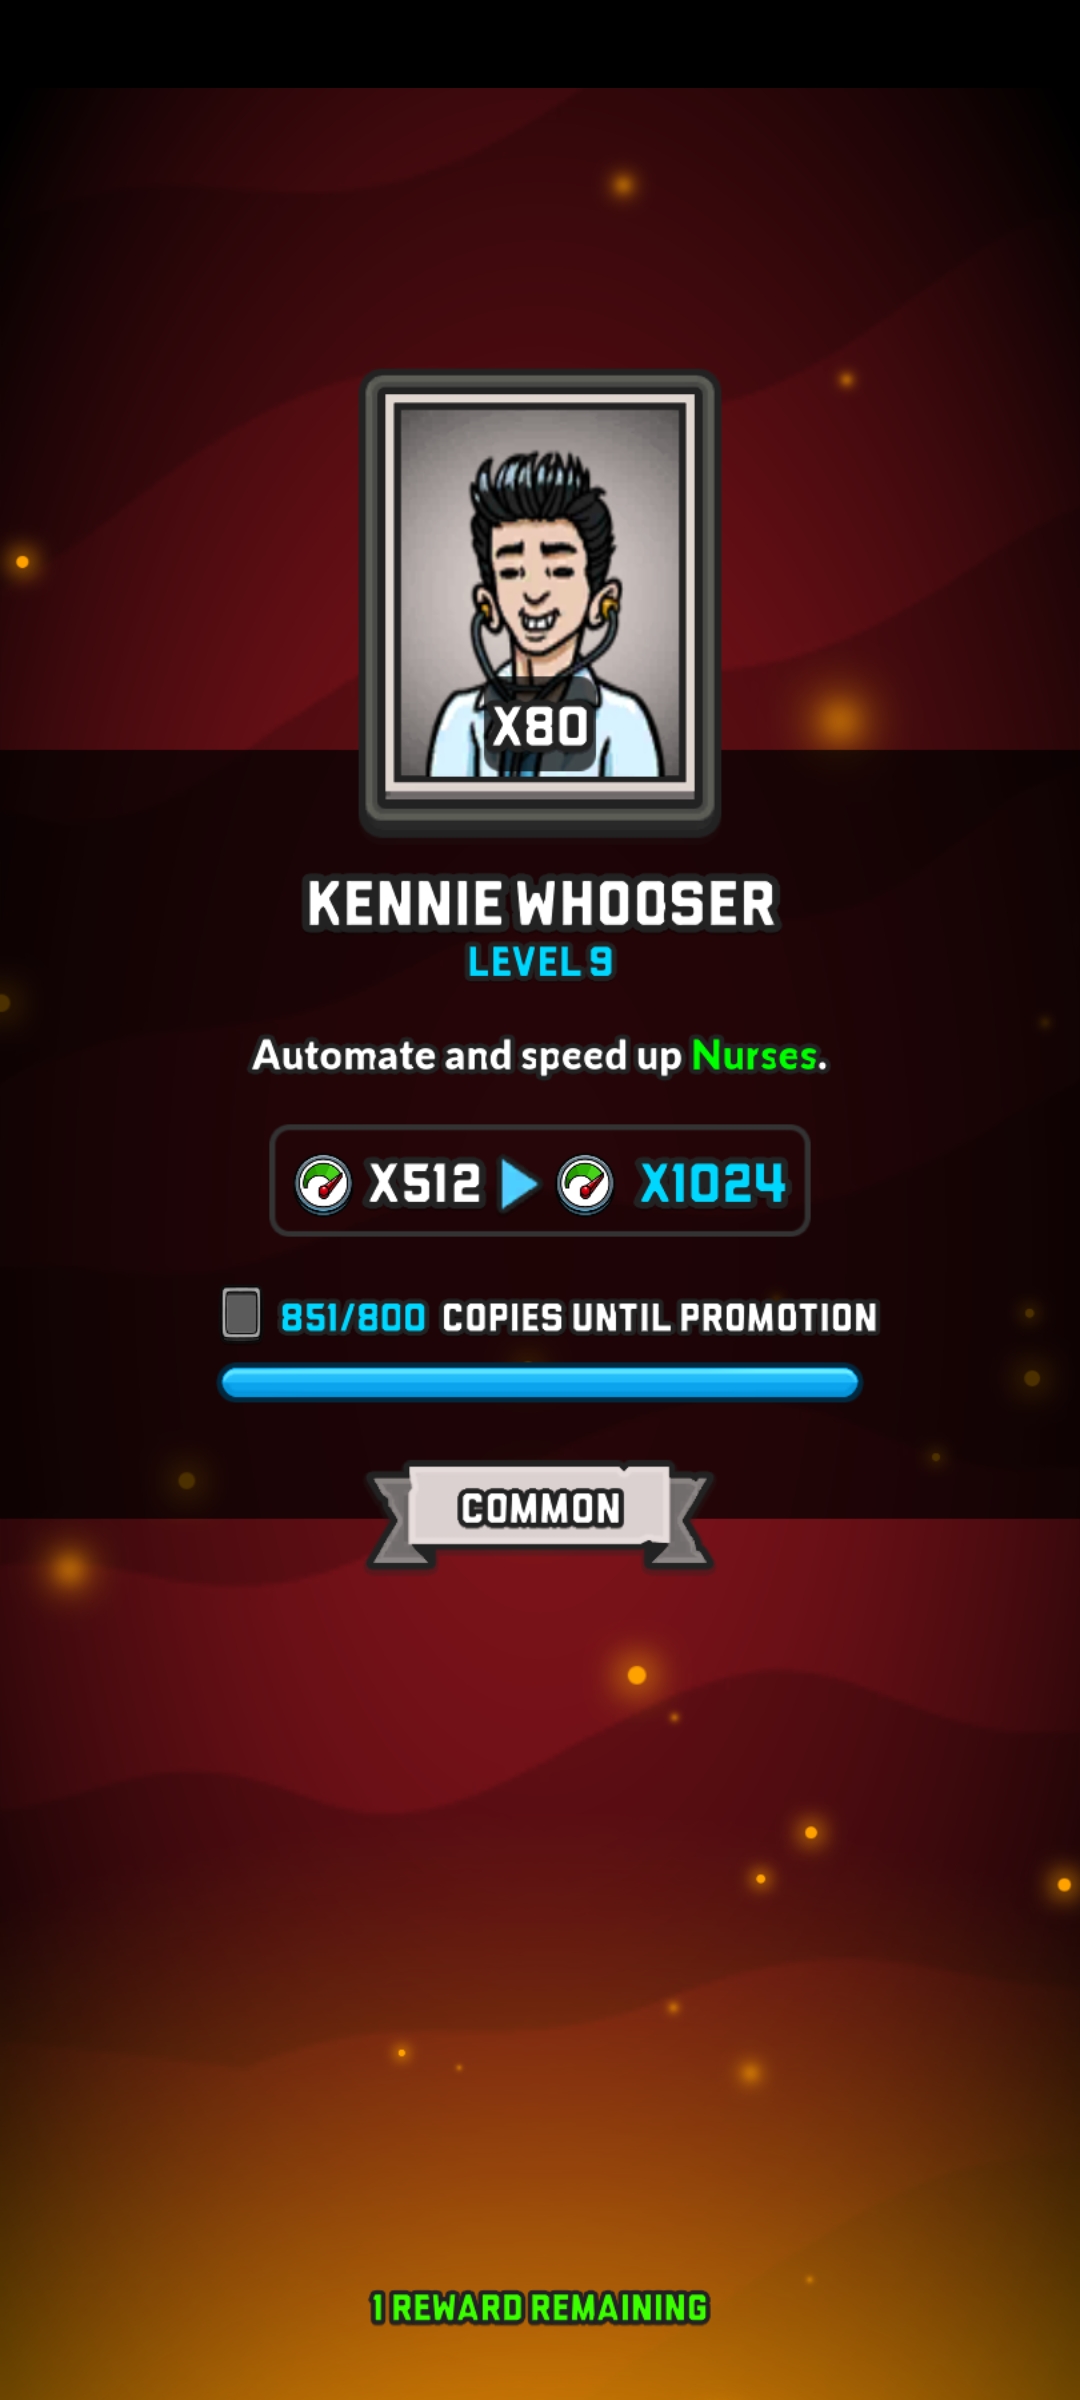 X80
KENNIE WHOOSER
LEVEL 9
Automate and speed up Nurses.
X512 X1024
851/800 COPIES UNTIL PROMOTION
COMMON
1 REWARD REMAINING